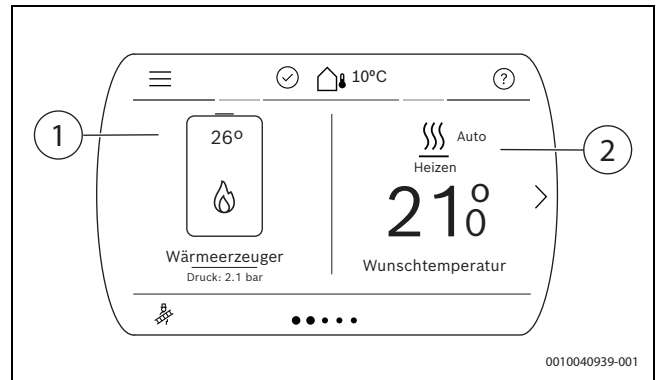 10°C
?
1
26°
Auto
2
Heizen
21°0
Wärmeerzeuger
Wunschtemperatur
Druck: 2.1 bar
0010040939-001